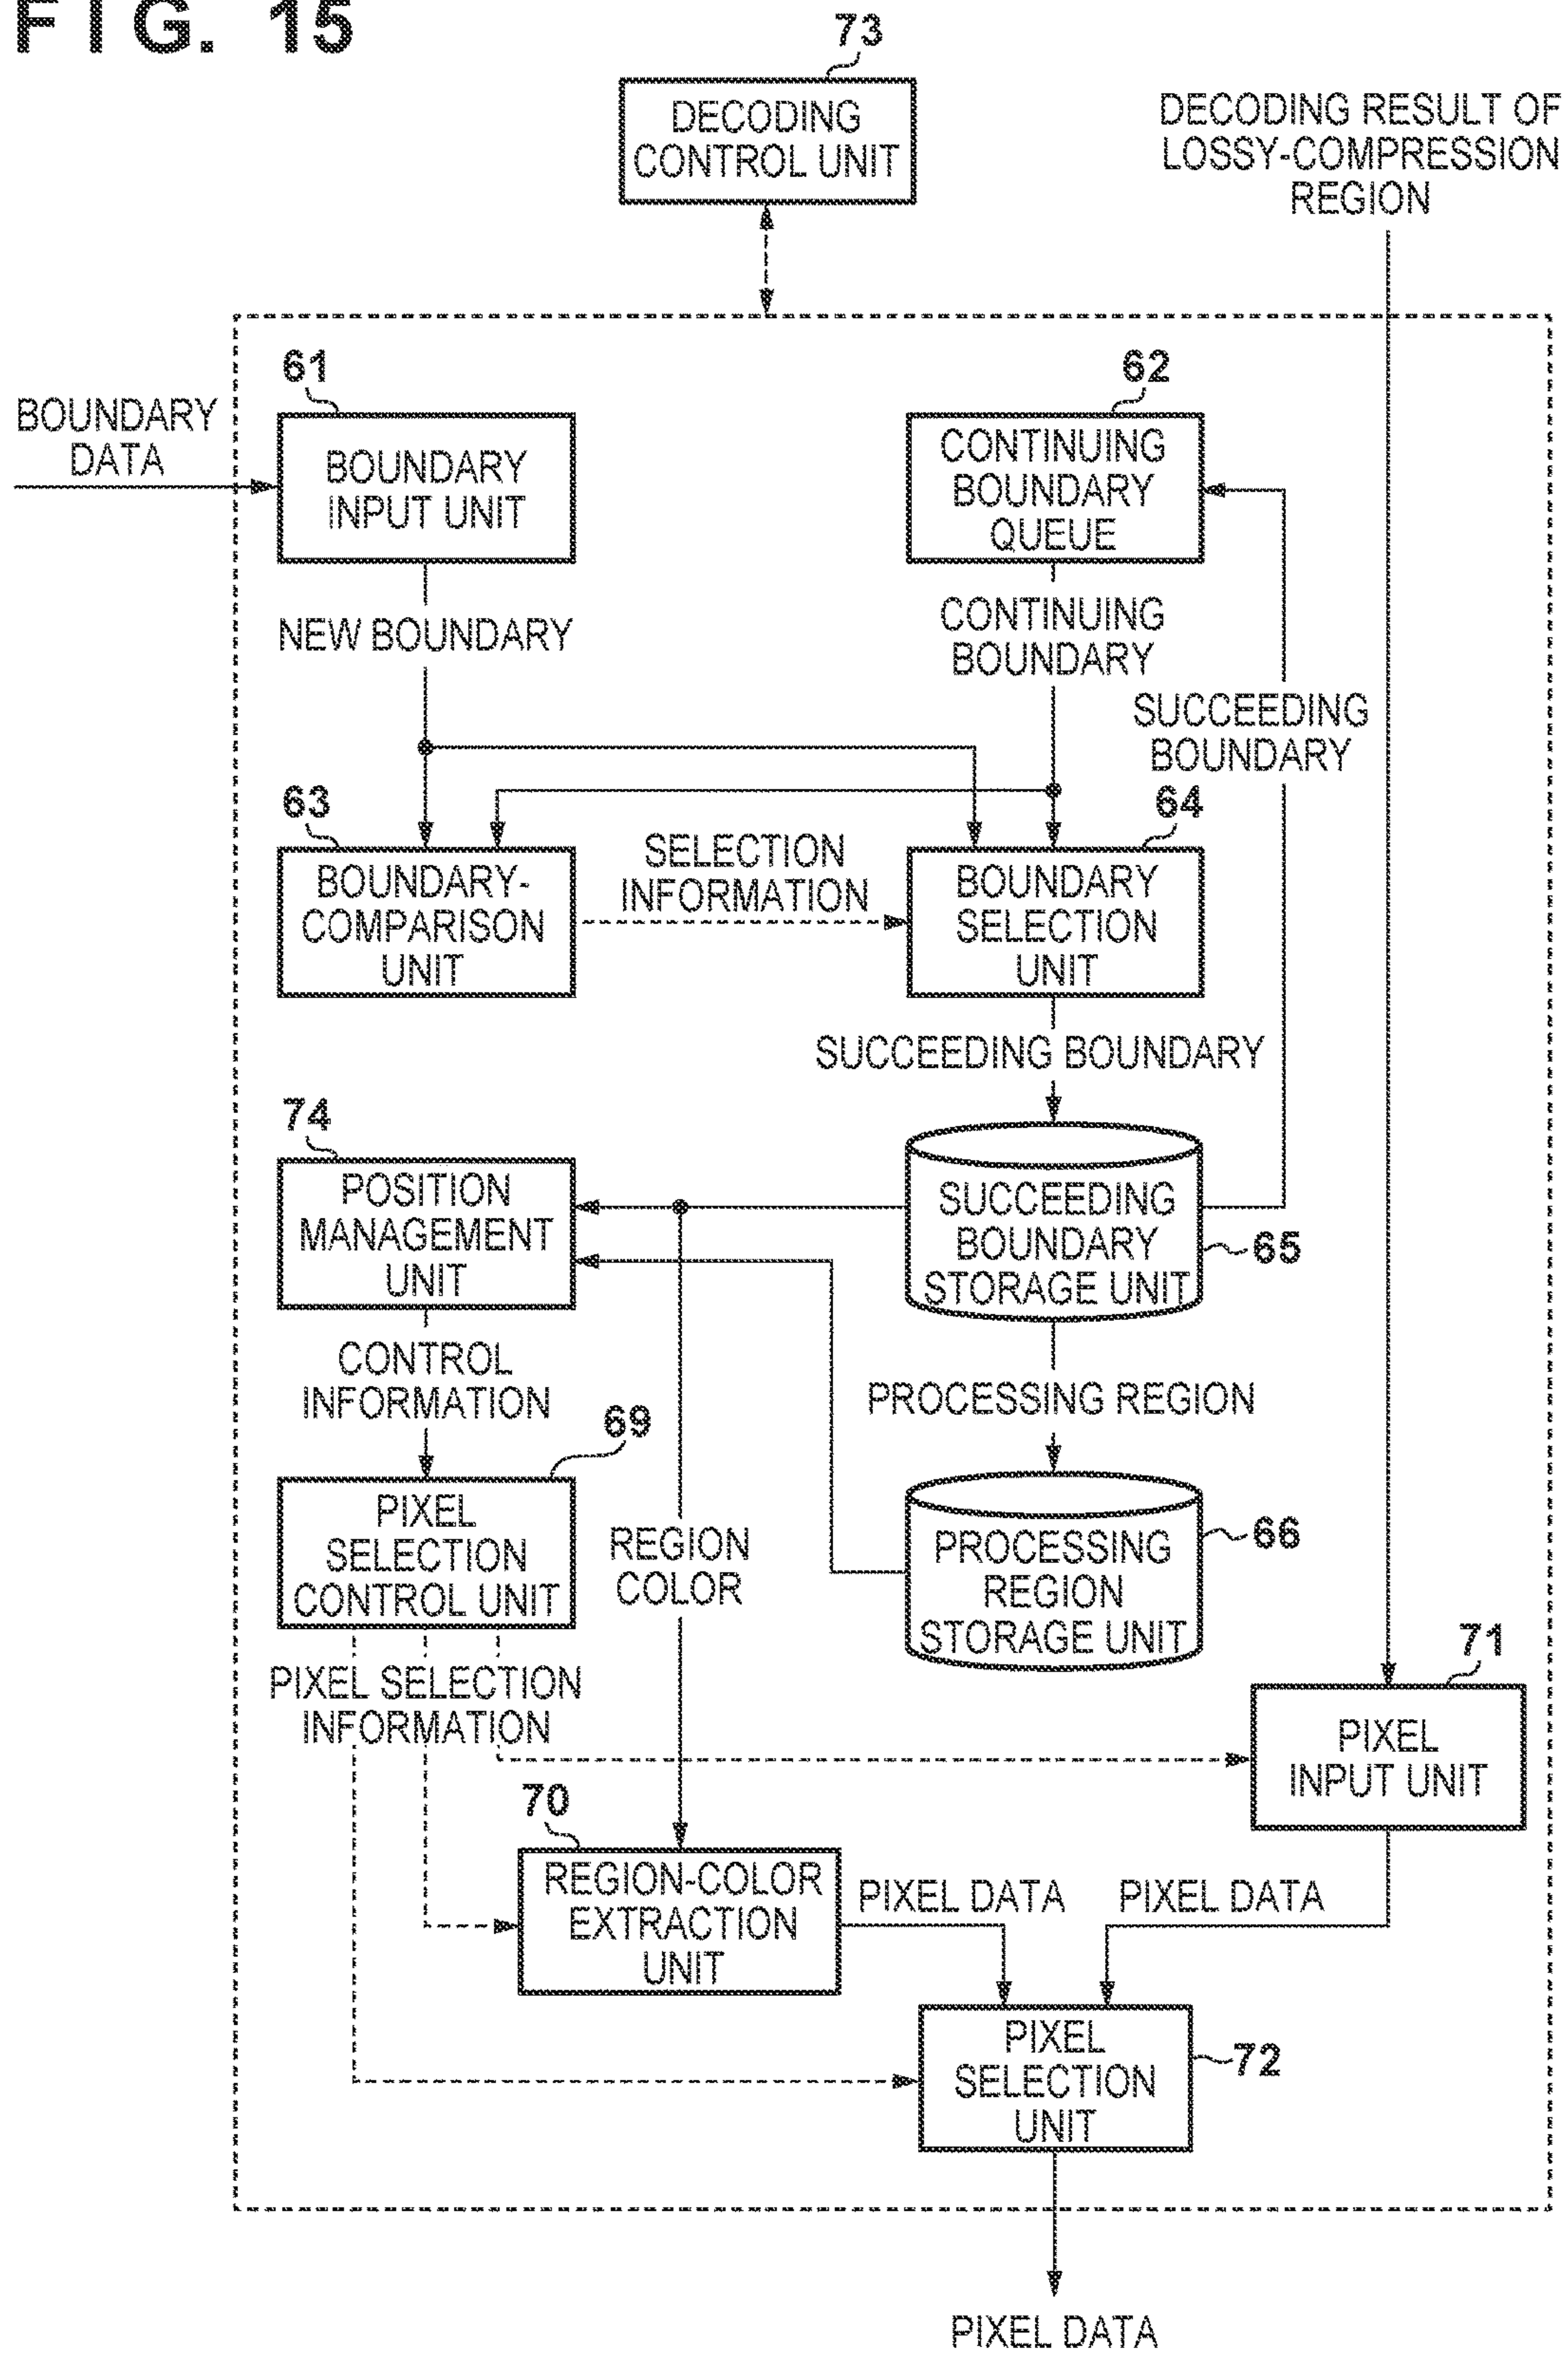 FIG. 15
73
DECODING
CONTROL UNIT
DECODING RESULT OF
LOSSY-COMPRESSION
REGION
BOUNDARY
DATA
61
BOUNDARY
INPUT UNIT
62
CONTINUING
BOUNDARY
QUEUE
NEW BOUNDARY
CONTINUING
BOUNDARY
SUCCEEDING
BOUNDARY
63
BOUNDARY-
COMPARISON
UNIT
SELECTION
INFORMATION
64
BOUNDARY
SELECTION
UNIT
SUCCEEDING BOUNDARY
74
POSITION
MANAGEMENT
UNIT
SUCCEEDING
BOUNDARY
STORAGE UNIT
65
CONTROL
INFORMATION
PROCESSING REGION
69
PIXEL
SELECTION
CONTROL UNIT
REGION
COLOR
PROCESSING
REGION
STORAGE UNIT
66
PIXEL SELECTION
INFORMATION
71
PIXEL
INPUT UNIT
70
REGION-COLOR
EXTRACTION
UNIT
PIXEL DATA
PIXEL DATA
PIXEL
SELECTION
UNIT
72
PIXEL DATA